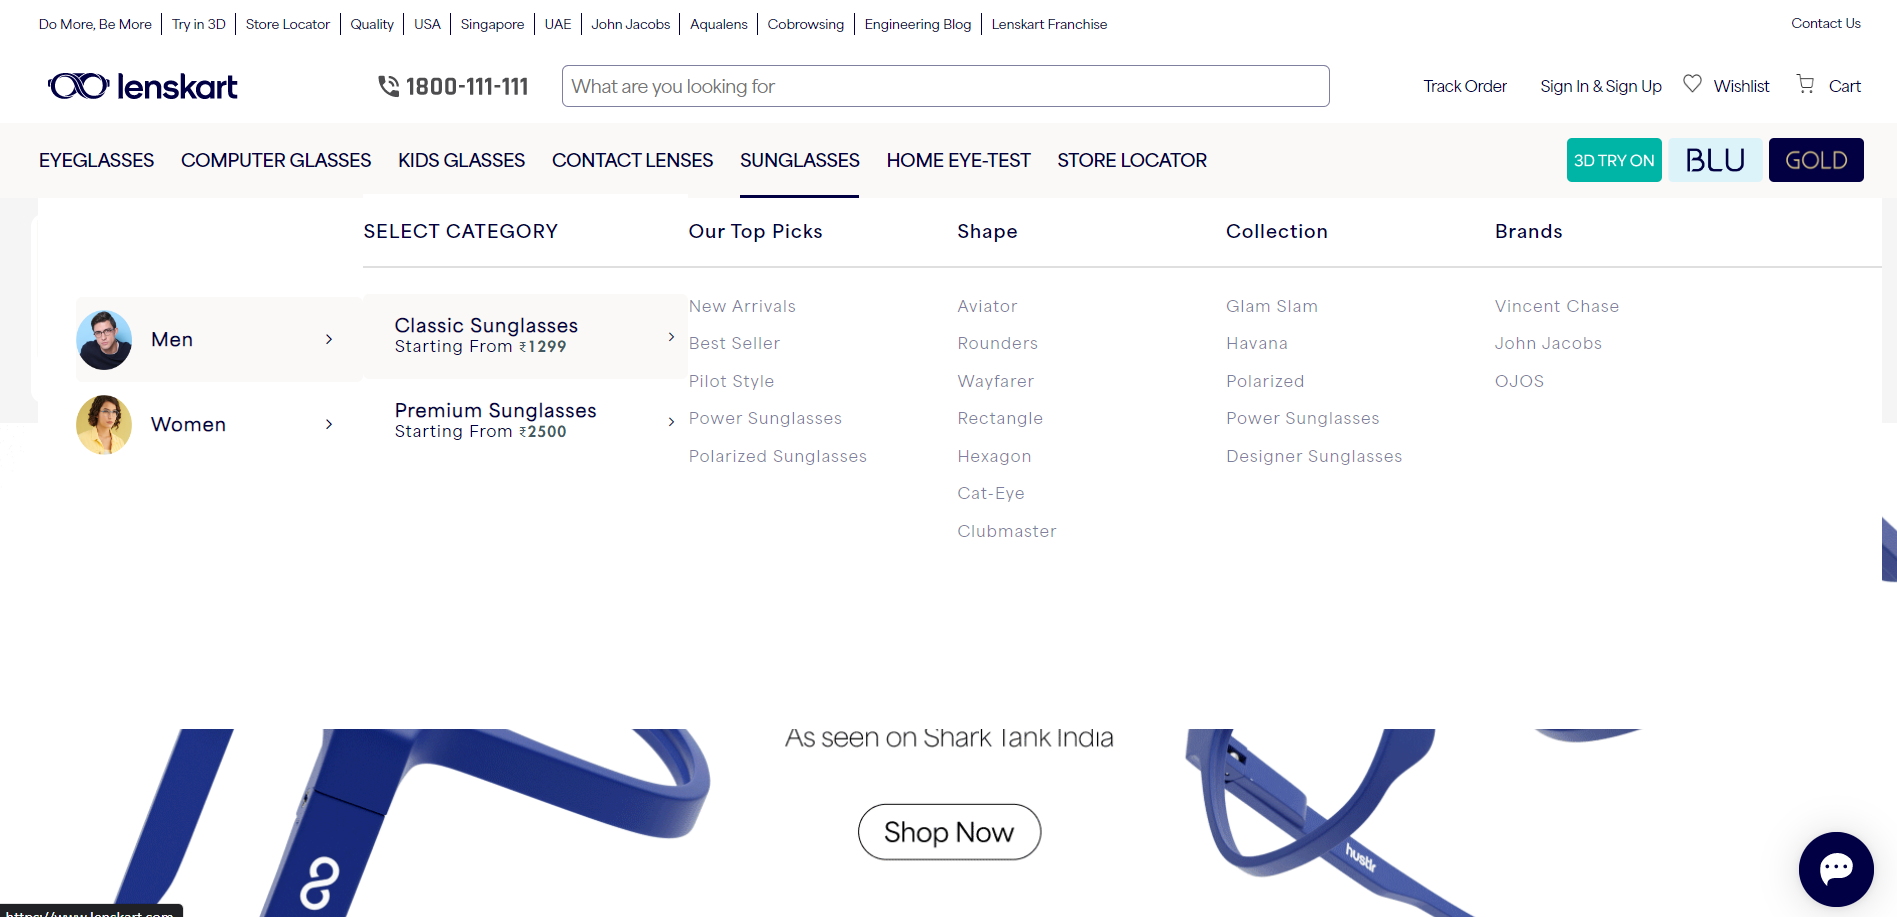 Do More, Be More Try in 3D Store Locator Quality USA Singapore UAE John Jacobs Aqualens Cobrowsing Engineering Blog Lenskart Franchise Contact Us
lenskart 1800-111-111 What are you looking for Track Order Sign In & Sign Up Wishlist Cart
EYEGLASSES COMPUTER GLASSES KIDS GLASSES CONTACT LENSES SUNGLASSES HOME EYE-TEST STORE LOCATOR 3D TRY ON BLU GOLD
Men
Women
SELECT CATEGORY
Classic Sunglasses
Starting From ₹1299
Premium Sunglasses
Starting From ₹2500
Our Top Picks
New Arrivals
Best Seller
Pilot Style
Power Sunglasses
Polarized Sunglasses
Shape
Aviator
Rounders
Wayfarer
Rectangle
Hexagon
Cat-Eye
Clubmaster
Collection
Glam Slam
Havana
Polarized
Power Sunglasses
Designer Sunglasses
Brands
Vincent Chase
John Jacobs
OJOS
As seen on Shark Tank India
Shop Now
hustlr
https://www.lenskart.com